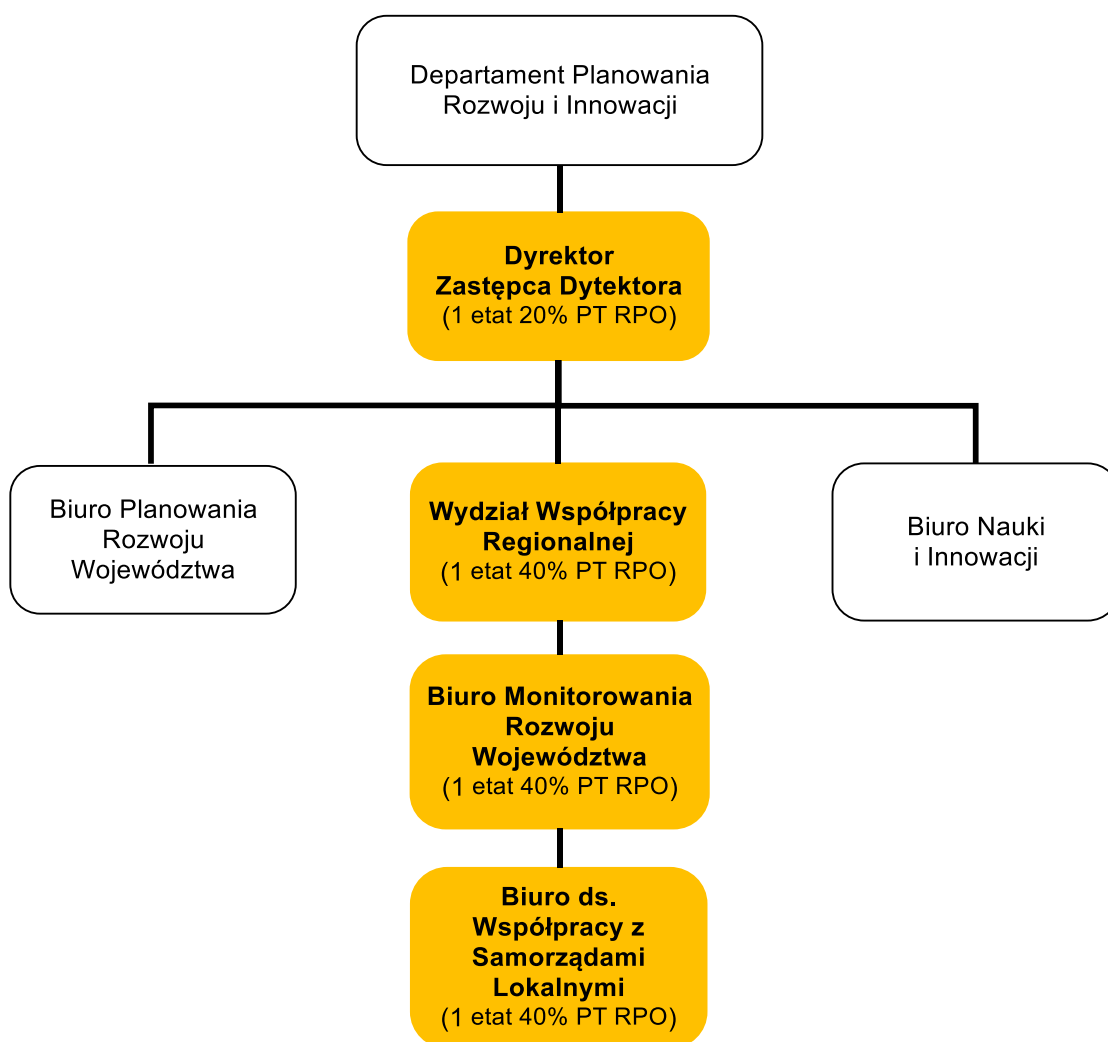 Departament Planowania
Rozwoju i Innowacji
Dyrektor
Zastępca Dytektora
(1 etat 20% PT RPO)
Biuro Planowania
Rozwoju
Województwa
Wydział Współpracy
Regionalnej
(1 etat 40% PT RPO)
Biuro Nauki
i Innowacji
Biuro Monitorowania
Rozwoju
Województwa
(1 etat 40% PT RPO)
Biuro ds.
Współpracy z
Samorządami
Lokalnymi
(1 etat 40% PT RPO)